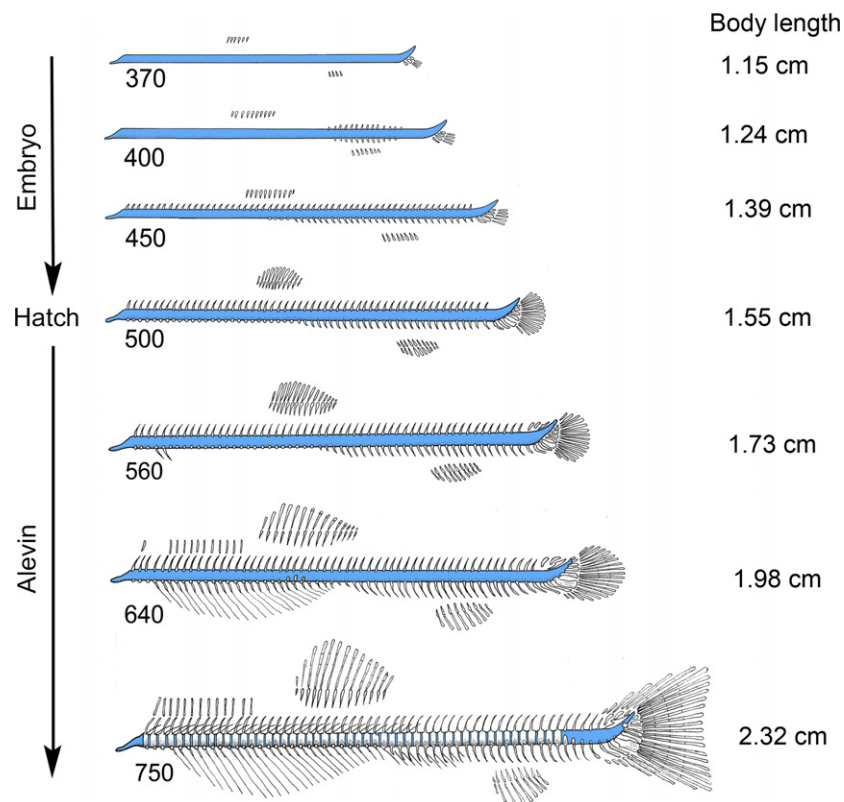 Body length
370
1.15 cm
400
1.24 cm
Embryo
450
1.39 cm
Hatch
500
1.55 cm
560
1.73 cm
Alevin
640
1.98 cm
750
2.32 cm